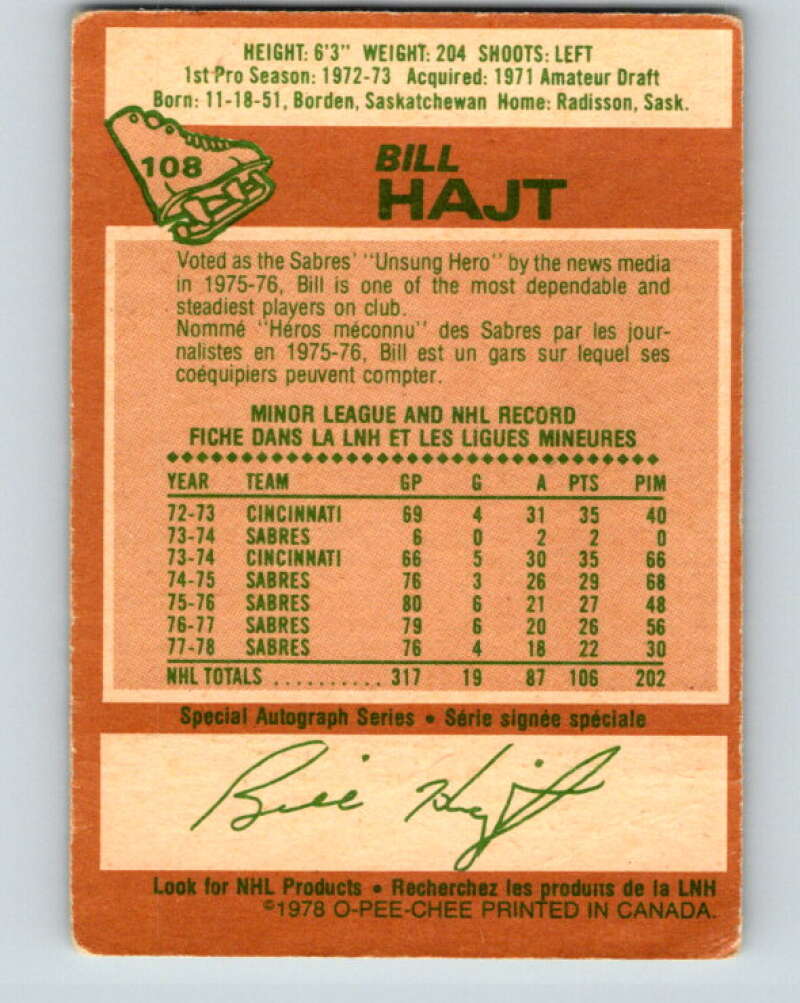 HEIGHT: 6'3" WEIGHT: 204 SHOOTS: LEFT
1st Pro Season: 1972-73 Acquired: 1971 Amateur Draft
Born: 11-18-51, Borden, Saskatchewan Home: Radisson, Sask.
108
BILL
HAJT
Voted as the Sabres' "Unsung Hero" by the news media
in 1975-76, Bill is one of the most dependable and
steadiest players on club.
Nommé "Héros méconnu" des Sabres par les jour-
nalistes en 1975-76, Bill est un gars sur lequel ses
coéquipiers peuvent compter.
MINOR LEAGUE AND NHL RECORD
FICHE DANS LA LNH ET LES LIGUES MINEURES
YEAR TEAM GP G A PTS PIM
72-73 CINCINNATI 69 4 31 35 40
73-74 SABRES 6 0 2 2 0
73-74 CINCINNATI 66 5 30 35 66
74-75 SABRES 76 3 26 29 68
75-76 SABRES 80 6 21 27 48
76-77 SABRES 79 6 20 26 56
77-78 SABRES 76 4 18 22 30
NHL TOTALS .......... 317 19 87 106 202
Special Autograph Series • Série signée spéciale
Bill Hajt
Look for NHL Products • Recherchez les produits de la LNH
©1978 O-PEE-CHEE PRINTED IN CANADA.